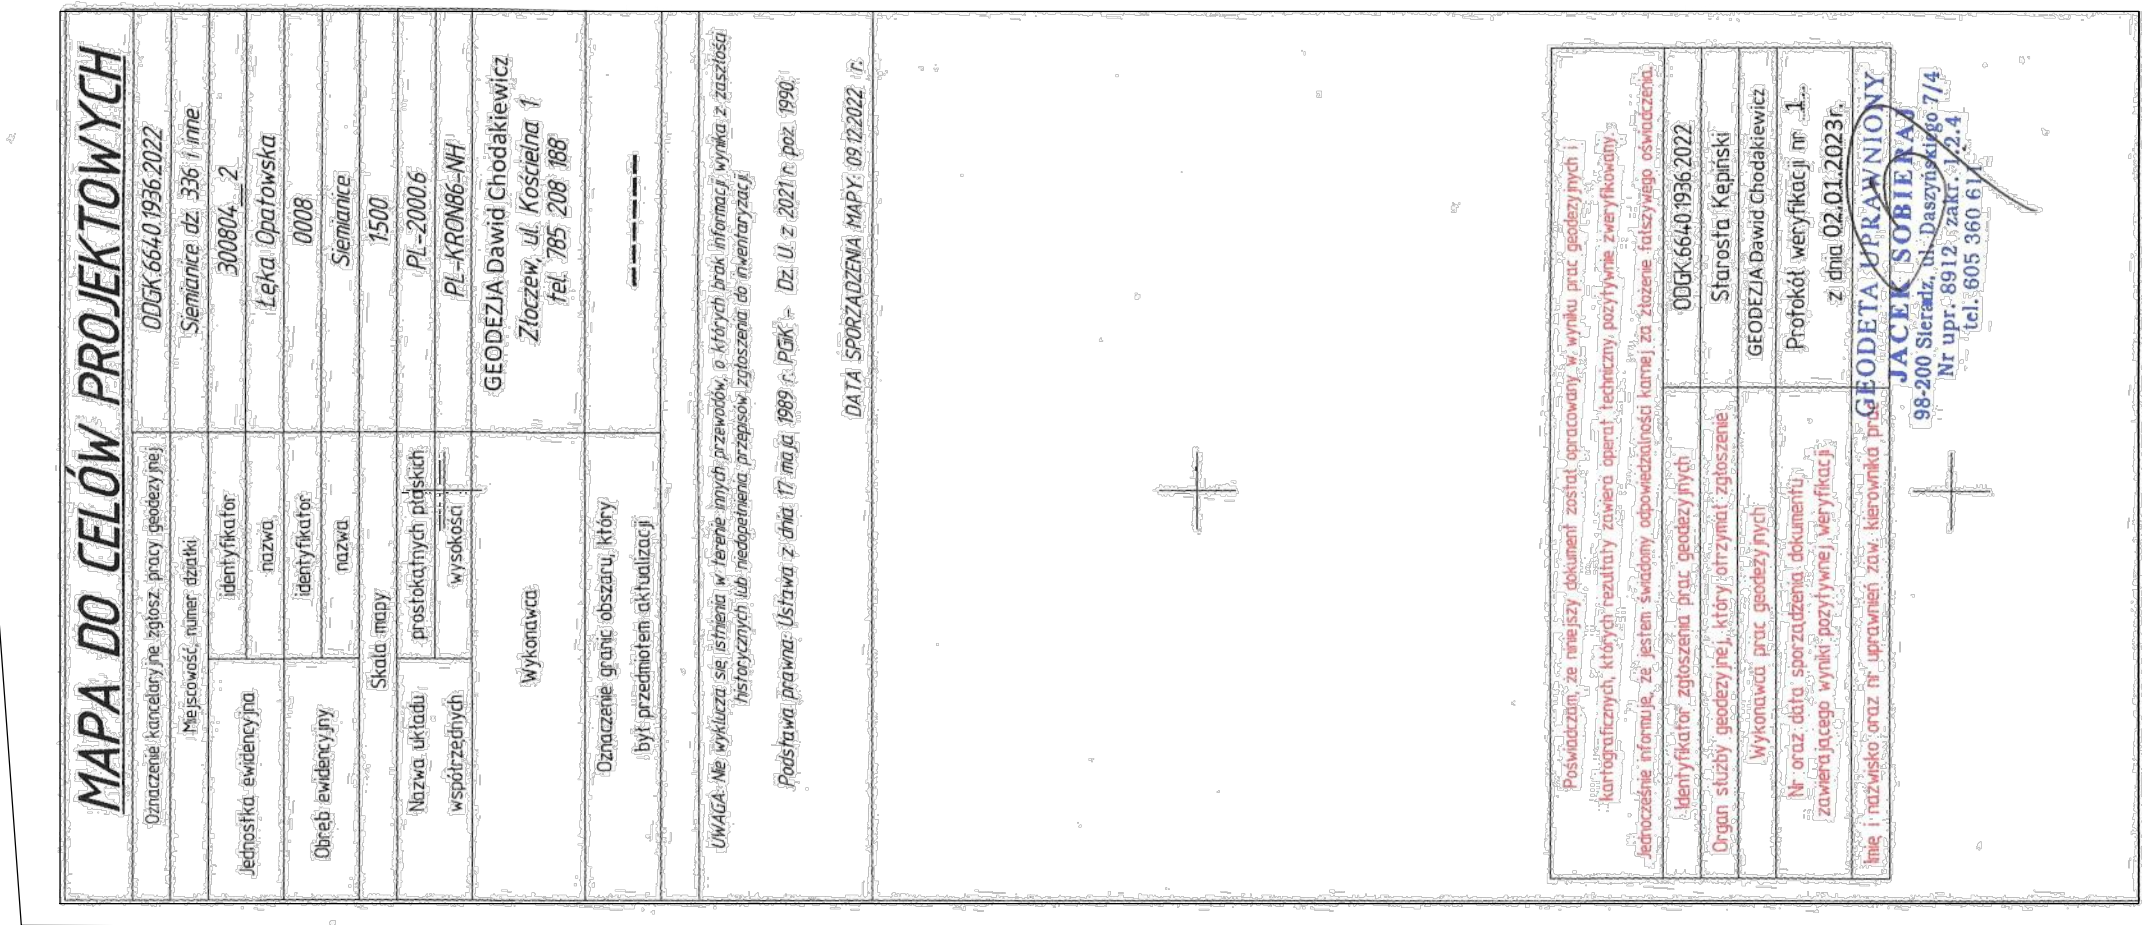 MAPA DO CELÓW PROJEKTOWYCH
Oznaczenie kancelaryjne zgłosz. pracy geodezyjnej ODGK.6640.1936.2022
Miejscowość, numer działki Siemianice dz. 336 i inne
Jednostka ewidencyjna identyfikator 300804_2
nazwa Łęka Opatowska
Obręb ewidencyjny identyfikator 0008
nazwa Siemianice
Skala mapy 1:500
Nazwa układu współrzędnych prostokątnych płaskich PL-2000.6
wysokości PL-KRON86-NH
Wykonawca
GEODEZJA Dawid Chodakiewicz
Złoczew, ul. Kościelna 1
tel. 785 208 188
Oznaczenie granic obszaru, który
był przedmiotem aktualizacji
UWAGA: Nie wyklucza się istnienia w terenie innych przewodów, o których brak informacji wynika z zaszłości
historycznych lub niedopełnienia przepisów zgłoszenia do inwentaryzacji.
Podstawa prawna: Ustawa z dnia 17 maja 1989 r. PGiK - Dz. U. z 2021 r. poz. 1990.
DATA SPORZĄDZENIA MAPY: 09.12.2022 r.
Poświadczam, że niniejszy dokument został opracowany w wyniku prac geodezyjnych i
kartograficznych, których rezultaty zawiera operat techniczny pozytywnie zweryfikowany.
Jednocześnie informuje, że jestem świadomy odpowiedzialności karnej za złożenie fałszywego oświadczenia.
Identyfikator zgłoszenia prac geodezyjnych ODGK.6640.1936.2022
Organ służby geodezyjnej, który otrzymał zgłoszenie Starosta Kępiński
Wykonawca prac geodezyjnych GEODEZJA Dawid Chodakiewicz
Nr oraz data sporządzenia dokumentu
zawierającego wyniki pozytywnej weryfikacji
Protokół weryfikacji nr 1
z dnia 02.01.2023r.
Imię i nazwisko oraz nr uprawnień zaw. kierownika prac
GEODETA UPRAWNIONY
JACEK SOBIERAJ
98-200 Sieradz, ul. Daszyńskiego 7/4
Nr upr. 8912 zakr. 1.2.4
tel. 605 360 611